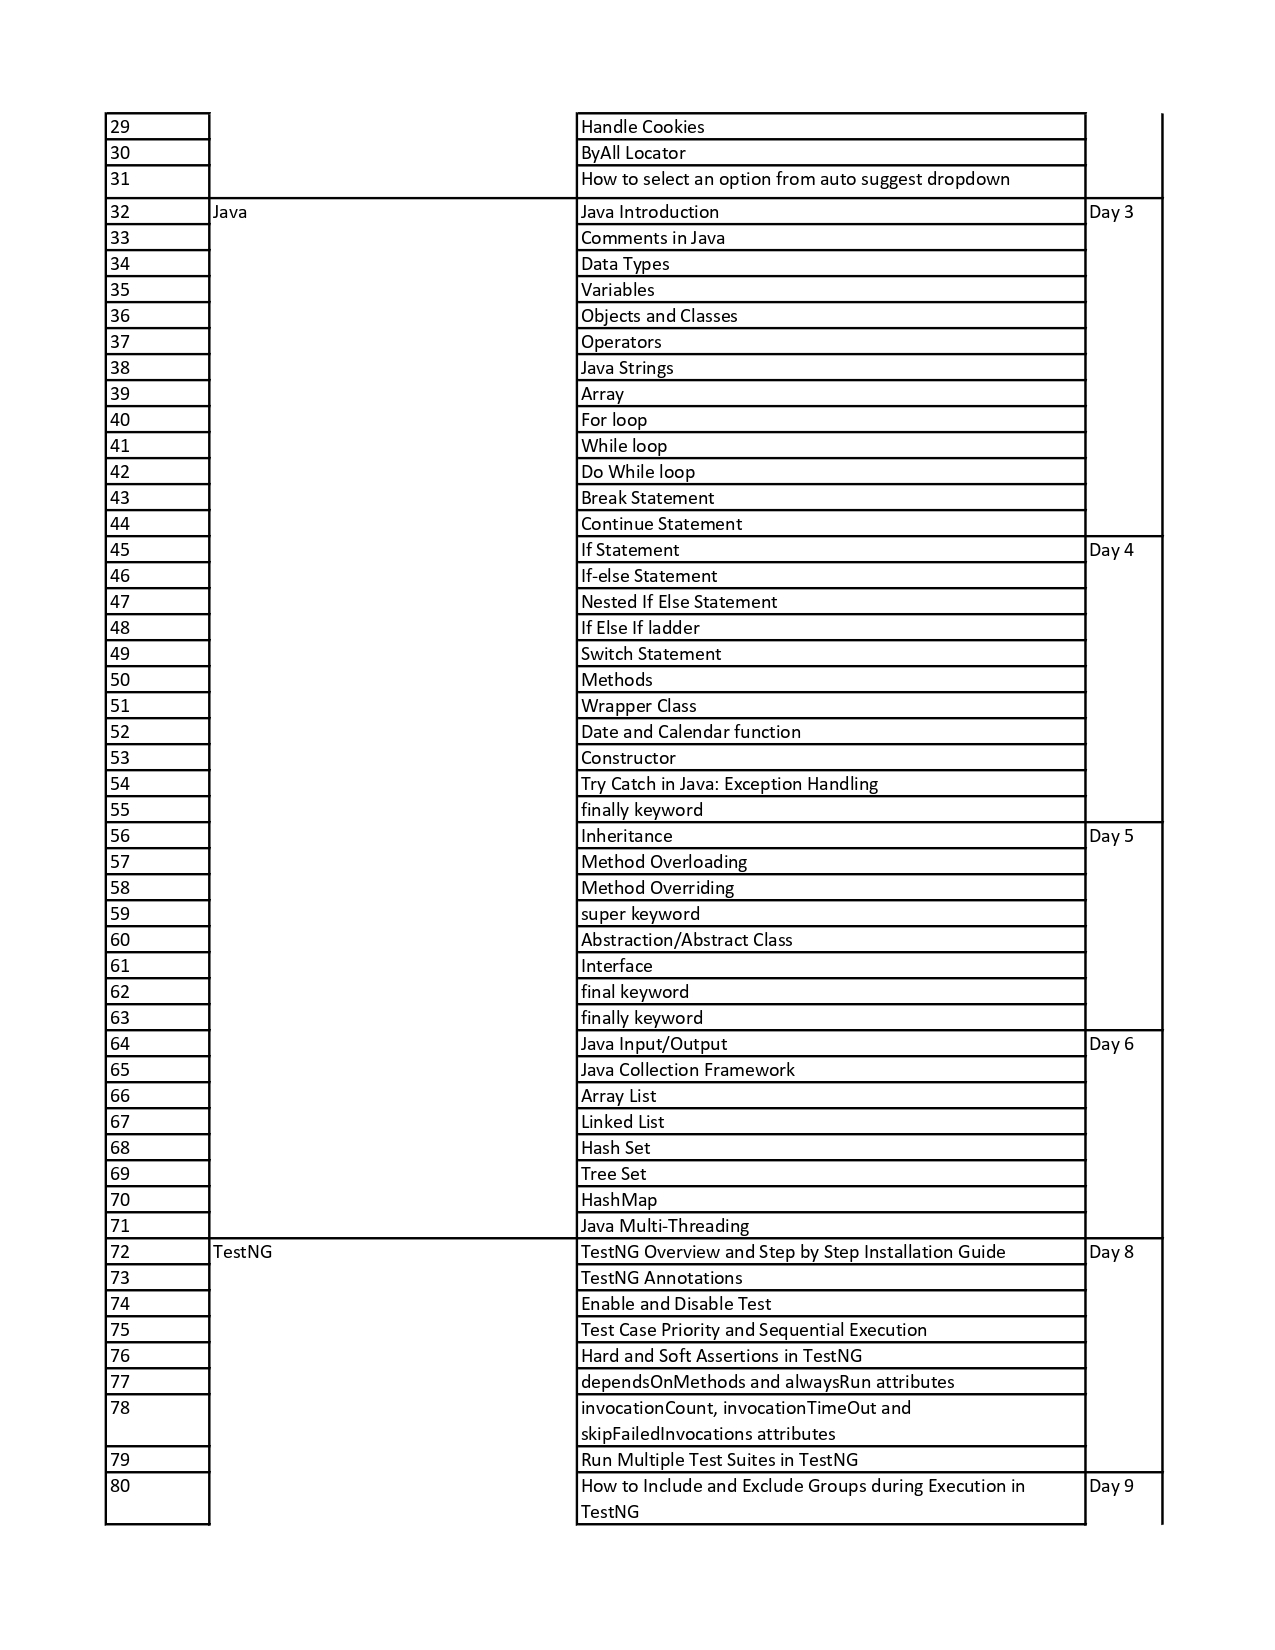 29 Handle Cookies
30 ByAll Locator
31 How to select an option from auto suggest dropdown
32 Java Java Introduction Day 3
33 Comments in Java
34 Data Types
35 Variables
36 Objects and Classes
37 Operators
38 Java Strings
39 Array
40 For loop
41 While loop
42 Do While loop
43 Break Statement
44 Continue Statement
45 If Statement Day 4
46 If-else Statement
47 Nested If Else Statement
48 If Else If ladder
49 Switch Statement
50 Methods
51 Wrapper Class
52 Date and Calendar function
53 Constructor
54 Try Catch in Java: Exception Handling
55 finally keyword
56 Inheritance Day 5
57 Method Overloading
58 Method Overriding
59 super keyword
60 Abstraction/Abstract Class
61 Interface
62 final keyword
63 finally keyword
64 Java Input/Output Day 6
65 Java Collection Framework
66 Array List
67 Linked List
68 Hash Set
69 Tree Set
70 HashMap
71 Java Multi-Threading
72 TestNG TestNG Overview and Step by Step Installation Guide Day 8
73 TestNG Annotations
74 Enable and Disable Test
75 Test Case Priority and Sequential Execution
76 Hard and Soft Assertions in TestNG
77 dependsOnMethods and alwaysRun attributes
78 invocationCount, invocationTimeOut and
skipFailedInvocations attributes
79 Run Multiple Test Suites in TestNG
80 How to Include and Exclude Groups during Execution in Day 9
TestNG